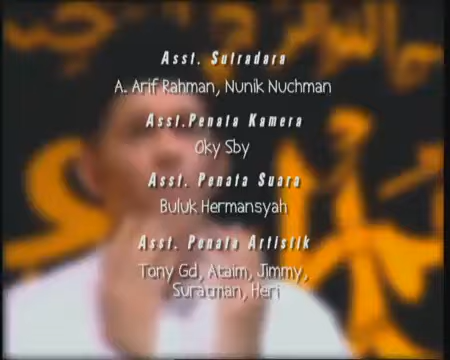 Asst. Sutradara
A. Arif Rahman, Nunik Nuchman
Asst.Penata Kamera
Oky Sby
Asst. Penata Suara
Buluk Hermansyah
Asst. Penata Artistik
Tony Gd, Ataim, Jimmy,
Suratman, Heri